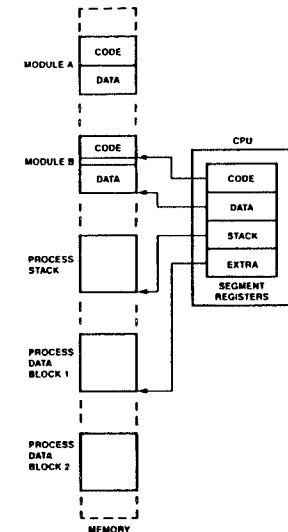 MODULE A
CODE
DATA
MODULE B
CODE
DATA
CPU
CODE
DATA
STACK
EXTRA
SEGMENT
REGISTERS
PROCESS
STACK
PROCESS
DATA
BLOCK 1
PROCESS
DATA
BLOCK 2
MEMORY